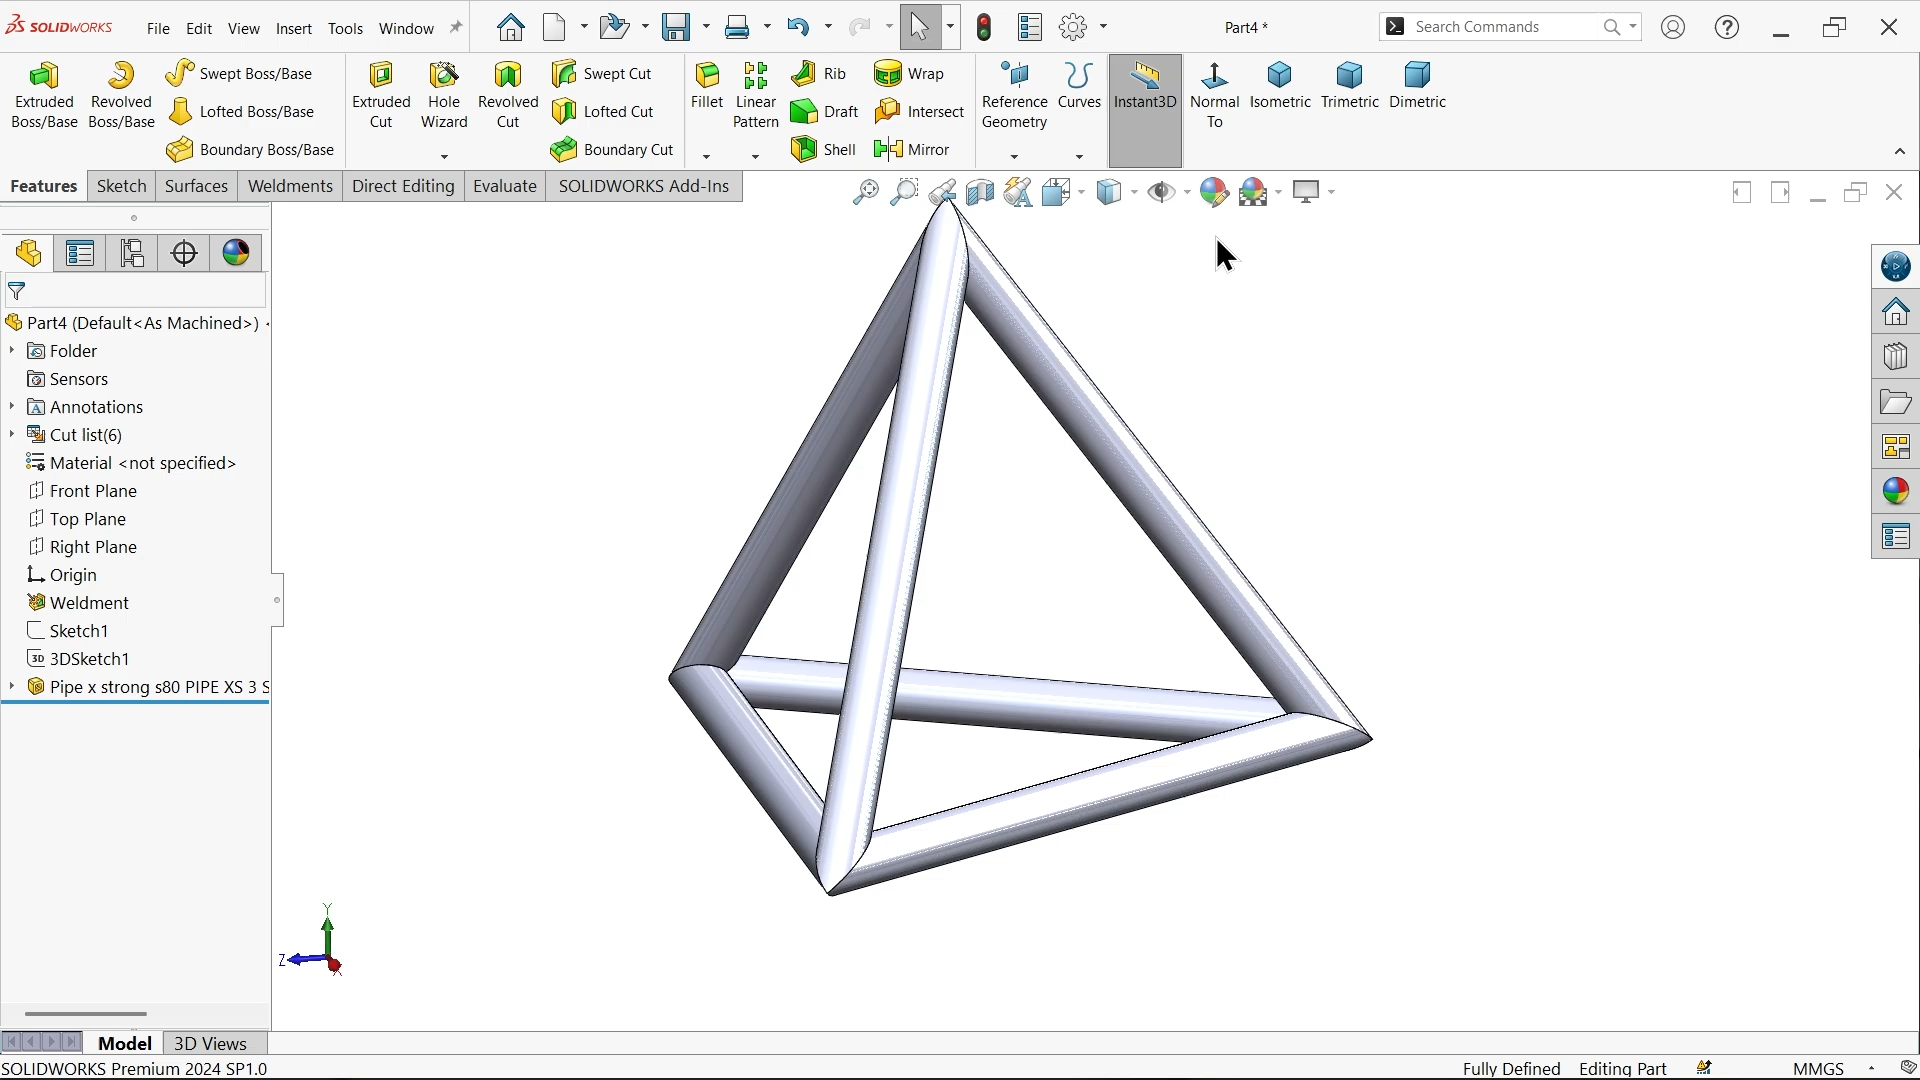 SOLIDWORKS File Edit View Insert Tools Window Part4 * Search Commands
Extruded Boss/Base
Revolved Boss/Base
Swept Boss/Base
Lofted Boss/Base
Boundary Boss/Base
Extruded Cut
Hole Wizard
Revolved Cut
Swept Cut
Lofted Cut
Boundary Cut
Fillet
Linear Pattern
Rib
Draft
Shell
Wrap
Intersect
Mirror
Reference Geometry
Curves
Instant3D
Normal To
Isometric
Trimetric
Dimetric
Features Sketch Surfaces Weldments Direct Editing Evaluate SOLIDWORKS Add-Ins
Part4 (Default<As Machined>)
Folder
Sensors
Annotations
Cut list(6)
Material <not specified>
Front Plane
Top Plane
Right Plane
Origin
Weldment
Sketch1
3D 3DSketch1
Pipe x strong s80 PIPE XS 3 S
Y
Z
X
Model 3D Views
SOLIDWORKS Premium 2024 SP1.0 Fully Defined Editing Part MMGS